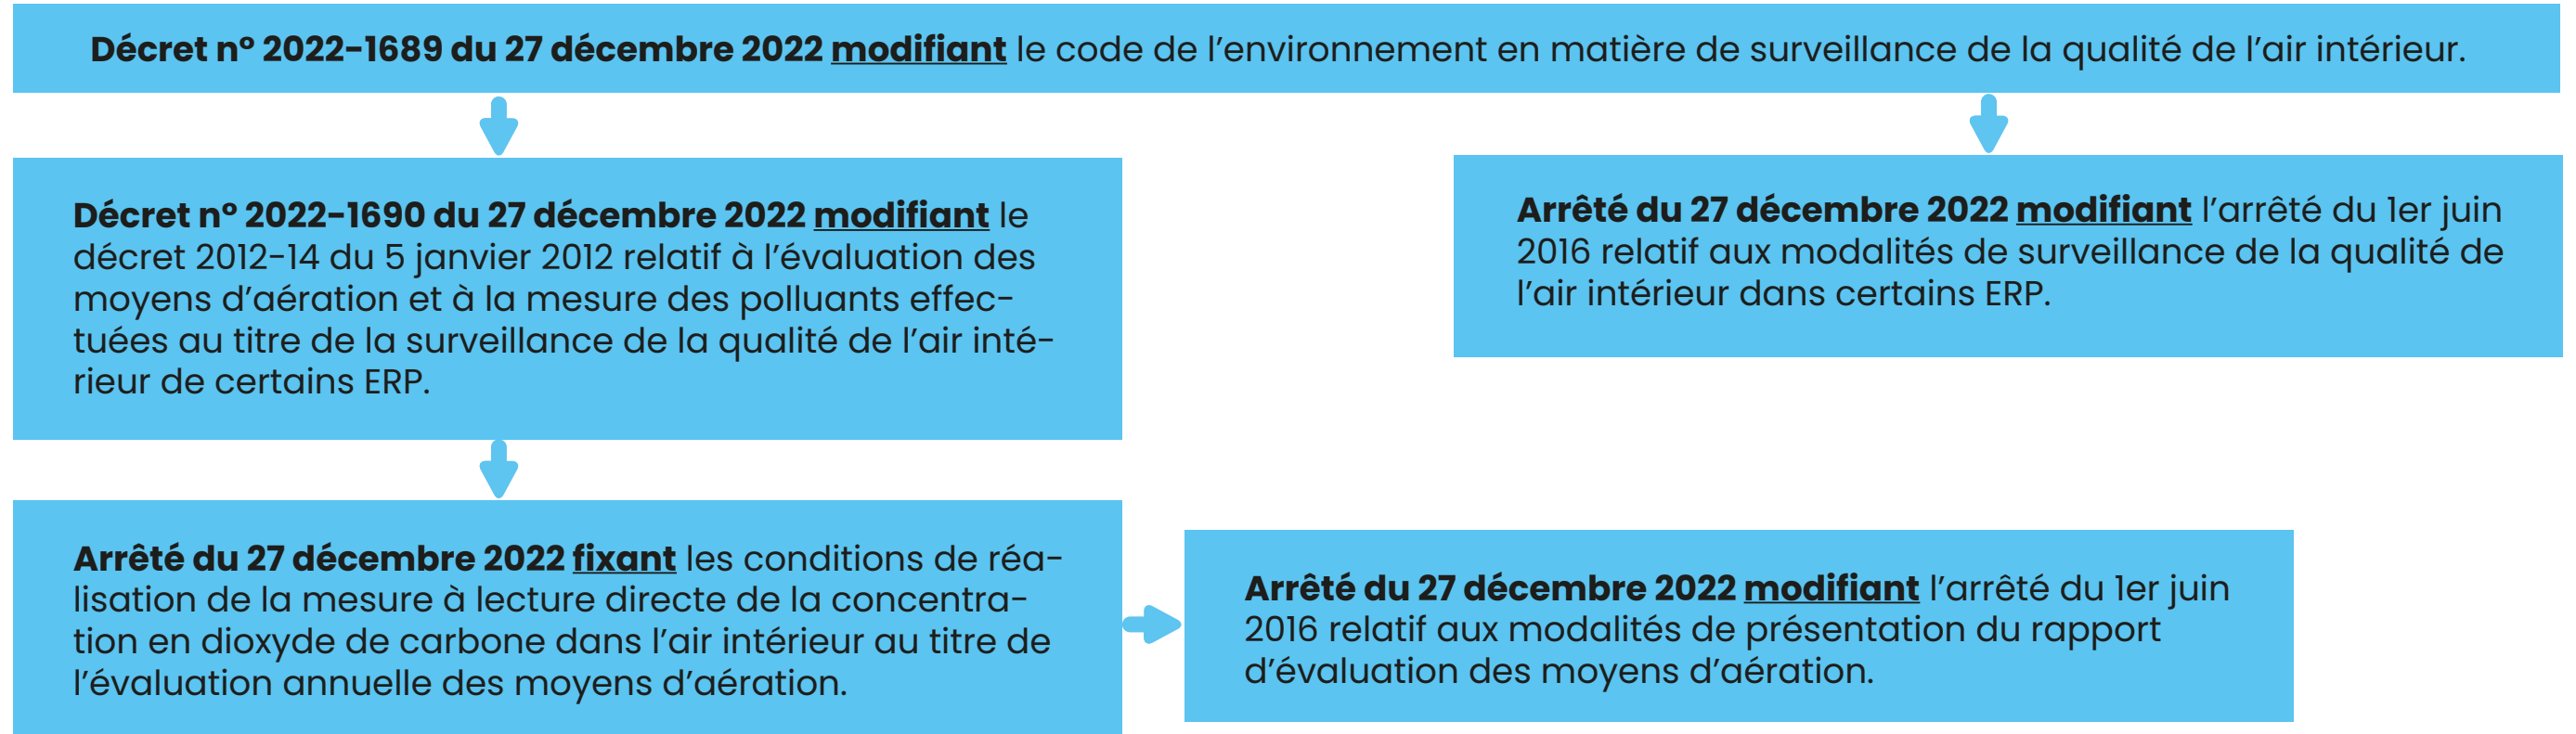 Décret n° 2022-1689 du 27 décembre 2022 modifiant le code de l’environnement en matière de surveillance de la qualité de l’air intérieur.
Décret n° 2022-1690 du 27 décembre 2022 modifiant le
décret 2012-14 du 5 janvier 2012 relatif à l’évaluation des
moyens d’aération et à la mesure des polluants effec-
tuées au titre de la surveillance de la qualité de l’air inté-
rieur de certains ERP.
Arrêté du 27 décembre 2022 modifiant l’arrêté du 1er juin
2016 relatif aux modalités de surveillance de la qualité de
l’air intérieur dans certains ERP.
Arrêté du 27 décembre 2022 fixant les conditions de réa-
lisation de la mesure à lecture directe de la concentra-
tion en dioxyde de carbone dans l’air intérieur au titre de
l’évaluation annuelle des moyens d’aération.
Arrêté du 27 décembre 2022 modifiant l’arrêté du 1er juin
2016 relatif aux modalités de présentation du rapport
d’évaluation des moyens d’aération.